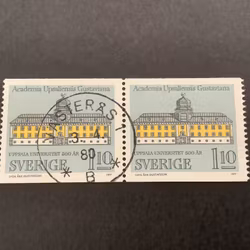 Academia Upsaliensis Gustaviana
Academia Upsaliensis Gustaviana
VÄSTERÅS 1
80
* B *
UPPSALA UNIVERSITET 500 ÅR
UPPSALA UNIVERSITET 500 ÅR
SVERIGE 1.10
SVERIGE 1.10